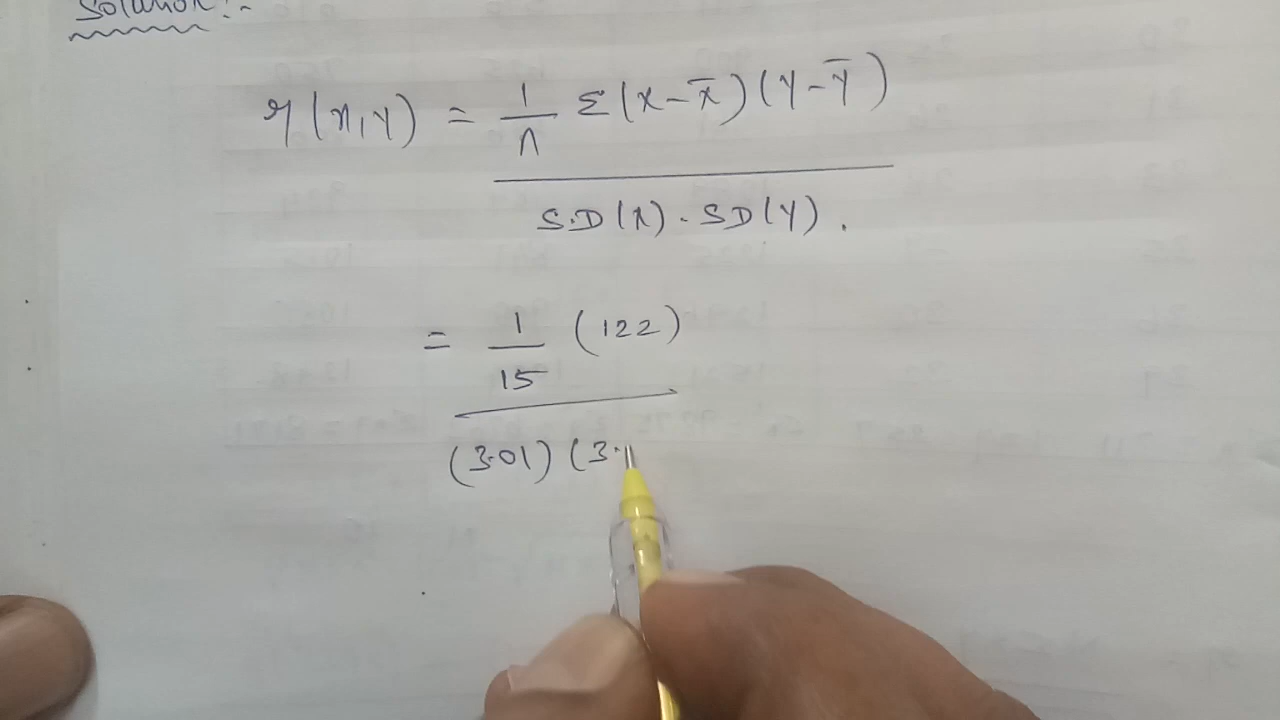 Solution:-
r(x,y) = 1/n Σ(x-x̄)(y-ȳ)
S.D(x).SD(y).
= 1/15 (122)
(3.01)(3.